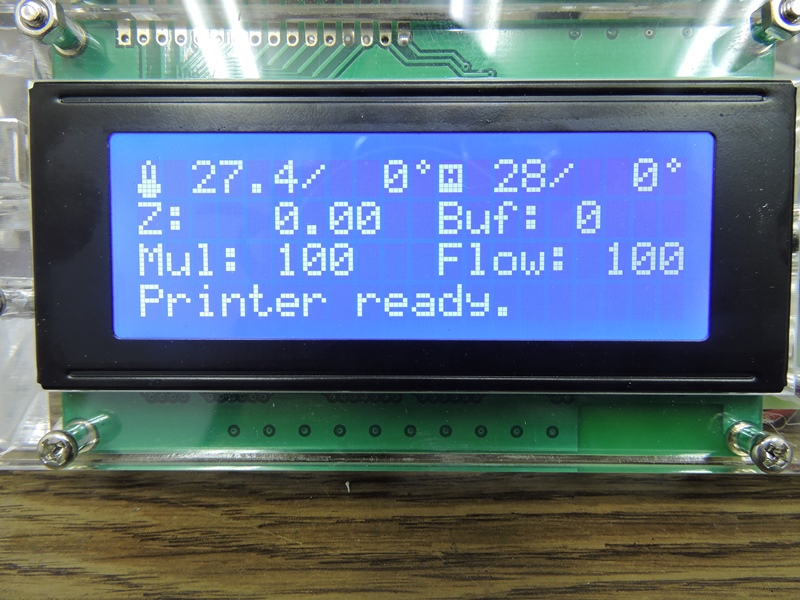 27.4/ 0° 28/ 0°
Z: 0.00 Buf: 0
Mul: 100 Flow: 100
Printer ready.